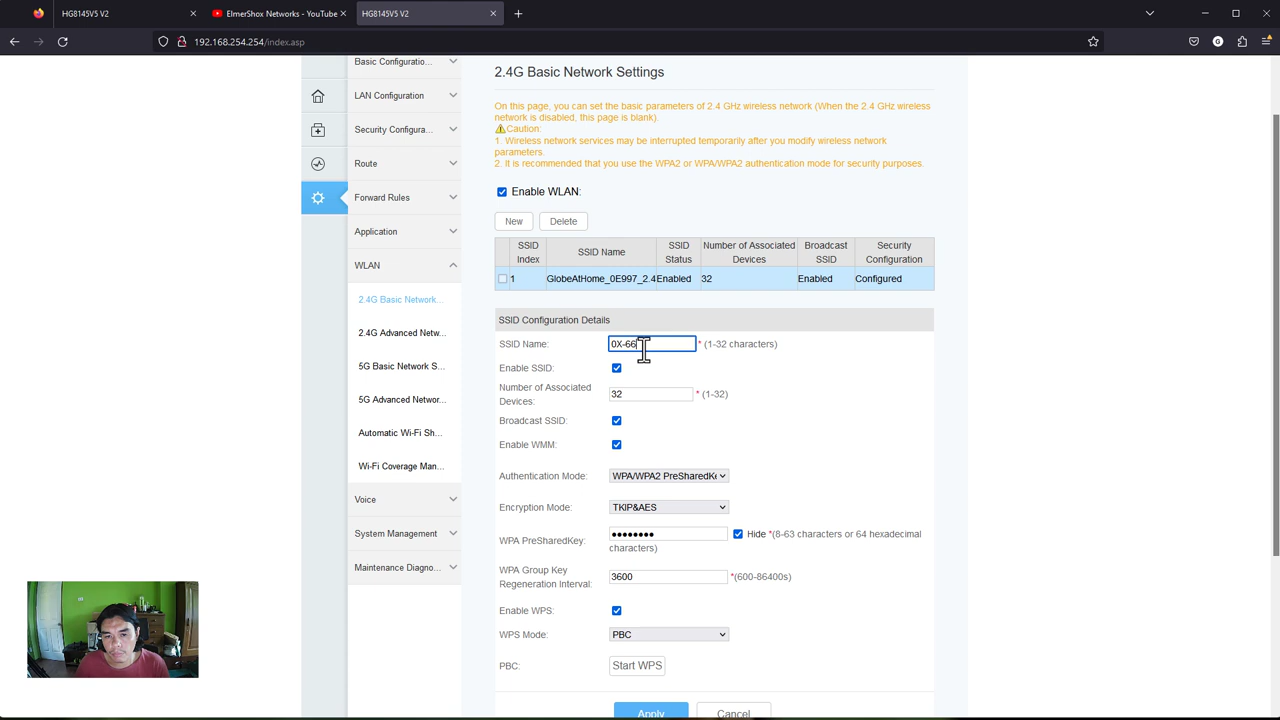 HG8145V5 V2
ElmerShox Networks - YouTube
HG8145V5 V2
192.168.254.254/index.asp
Basic Configuratio...
LAN Configuration
Security Configura...
Route
Forward Rules
Application
WLAN
2.4G Basic Network...
2.4G Advanced Netw...
5G Basic Network S...
5G Advanced Networ...
Automatic Wi-Fi Sh...
Wi-Fi Coverage Man...
Voice
System Management
Maintenance Diagno...
2.4G Basic Network Settings
On this page, you can set the basic parameters of 2.4 GHz wireless network (When the 2.4 GHz wireless
network is disabled, this page is blank).
Caution:
1. Wireless network services may be interrupted temporarily after you modify wireless network
parameters.
2. It is recommended that you use the WPA2 or WPA/WPA2 authentication mode for security purposes.
Enable WLAN:
New Delete
SSID Index SSID Name SSID Status Number of Associated Devices Broadcast SSID Security Configuration
1 GlobeAtHome_0E997_2.4 Enabled 32 Enabled Configured
SSID Configuration Details
SSID Name: 0X-66 * (1-32 characters)
Enable SSID:
Number of Associated
Devices: 32 * (1-32)
Broadcast SSID:
Enable WMM:
Authentication Mode: WPA/WPA2 PreSharedKe
Encryption Mode: TKIP&AES
WPA PreSharedKey: ●●●●●●●● Hide *(8-63 characters or 64 hexadecimal
characters)
WPA Group Key
Regeneration Interval: 3600 *(600-86400s)
Enable WPS:
WPS Mode: PBC
PBC: Start WPS
Apply Cancel